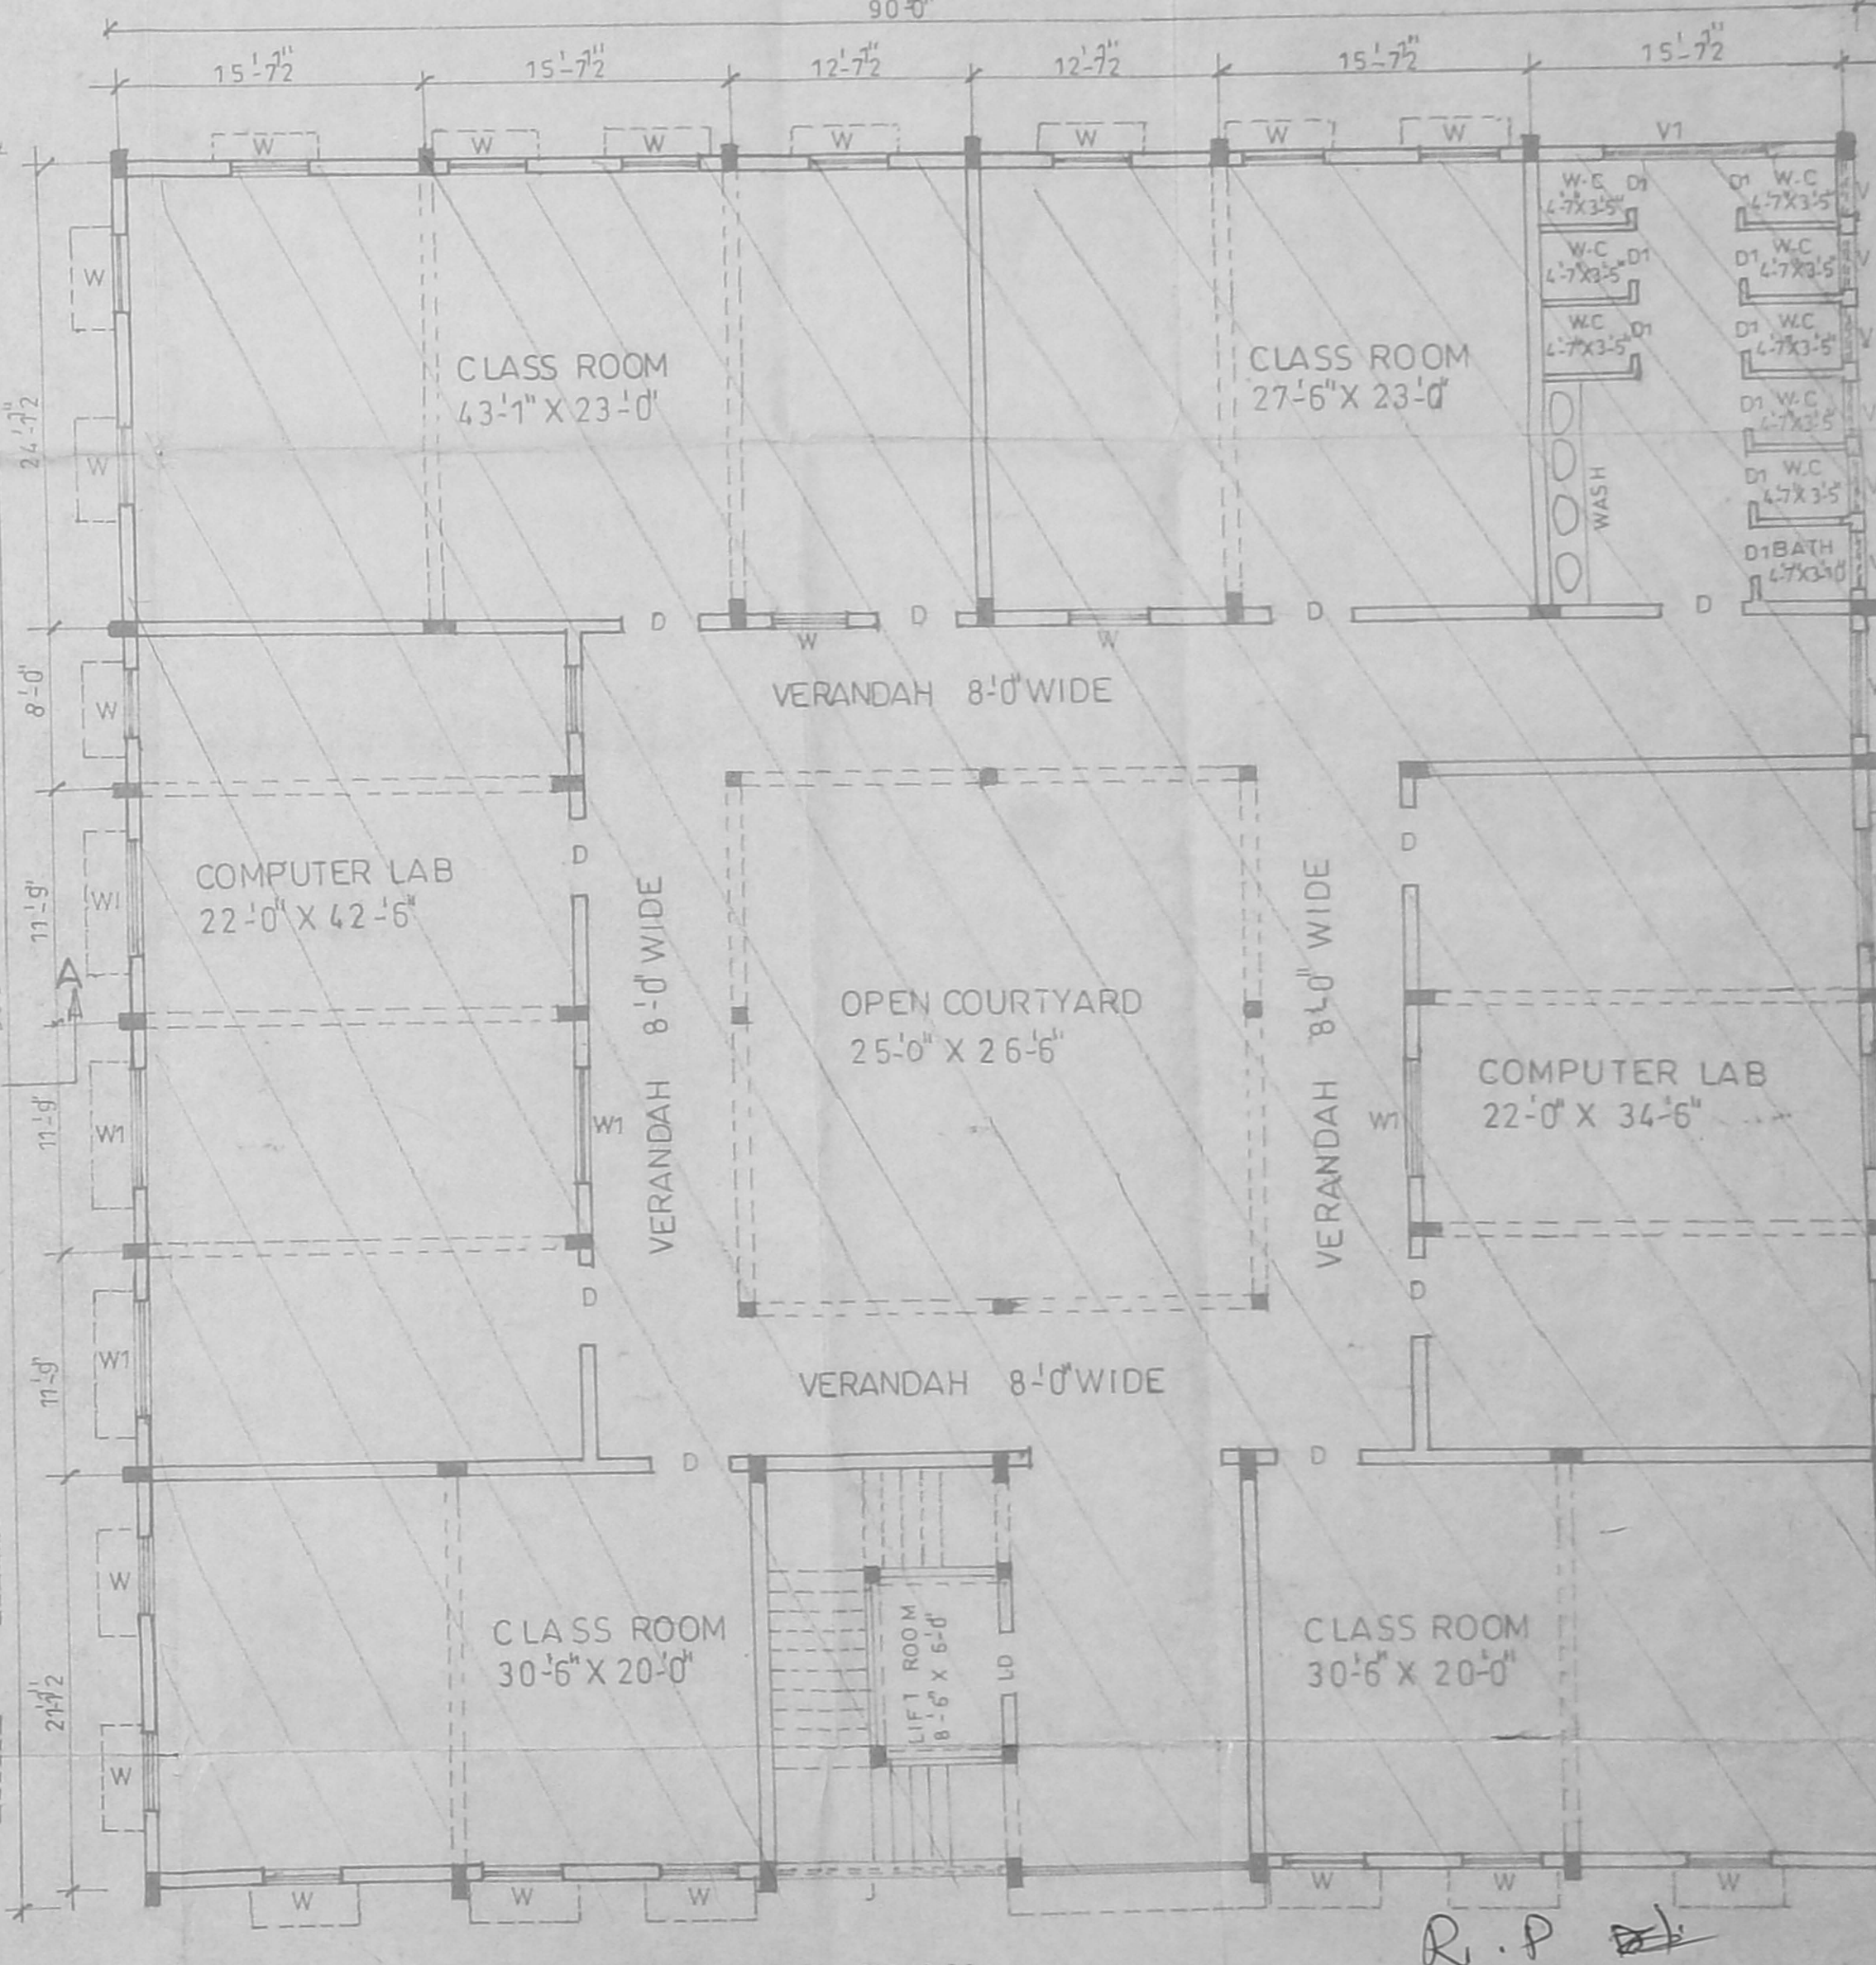 90'-0"
15'-7½"
15'-7½"
12'-7½"
12'-7½"
15'-7½"
15'-7½"
W
W
W
W
W
W
W
V1
W-C
4'-7"X3'-5"
D1
D1
W-C
4'-7"X3'-5"
V
W-C
4'-7"X3'-5"
D1
D1
W-C
4'-7"X3'-5"
V
W.C
4'-7"X3'-5"
D1
D1
W.C
4'-7"X3'-5"
V
D1
W-C
4'-7"X3'-5"
V
D1
W.C
4'-7"X3'-5"
D1
BATH
WASH
24'-7½"
W
W
CLASS ROOM
43'-1" X 23'-0"
CLASS ROOM
27'-6" X 23'-0"
D
D
D
D
W
W
8'-0"
W
VERANDAH 8'-0" WIDE
11'-9"
W1
COMPUTER LAB
22'-0" X 42'-6"
D
D
A
VERANDAH 8'-0" WIDE
OPEN COURTYARD
25'-0" X 26'-6"
VERANDAH 8'-0" WIDE
COMPUTER LAB
22'-0" X 34'-6"
11'-9"
W1
W1
W1
D
D
11'-9"
W1
VERANDAH 8'-0" WIDE
D
D
21'-1½"
W
W
CLASS ROOM
30'-6" X 20'-0"
LIFT ROOM
8'-6" X 6'-0"
LD
CLASS ROOM
30'-6" X 20'-0"
W
W
W
J
W
W
W
R.P